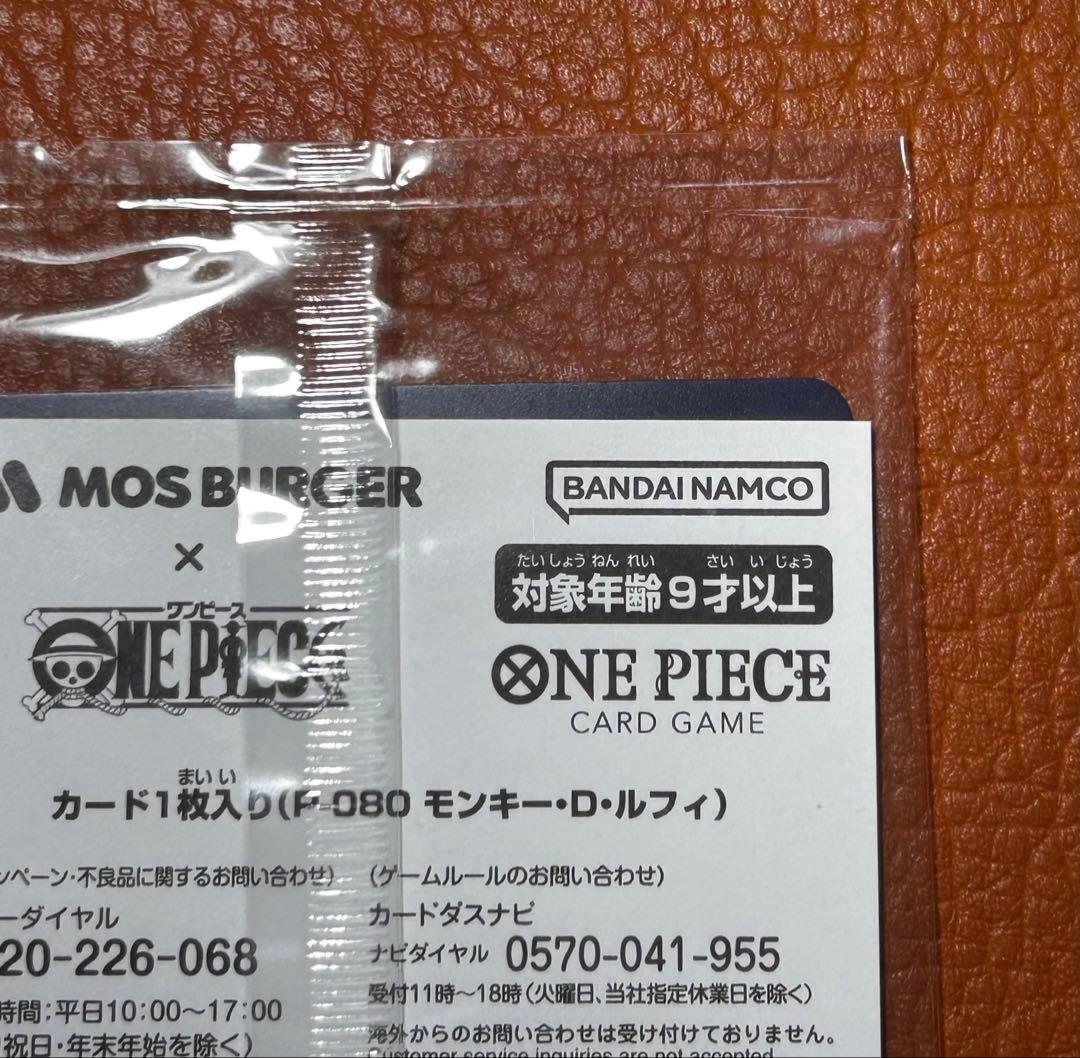 MOS BURGER
×
ワンピース
ONE PIECE
BANDAI NAMCO
たいしょうねんれい さいいじょう
対象年齢9才以上
ONE PIECE
CARD GAME
まいい
カード1枚入り(P-080 モンキー・D・ルフィ)
ンペーン・不良品に関するお問い合わせ)
ーダイヤル
20-226-068
時間:平日10:00〜17:00
祝日・年末年始を除く)
(ゲームルールのお問い合わせ)
カードダスナビ
ナビダイヤル 0570-041-955
受付11時〜18時(火曜日、当社指定休業日を除く)
海外からのお問い合わせは受け付けておりません。
Customer service inquiries are not accepted